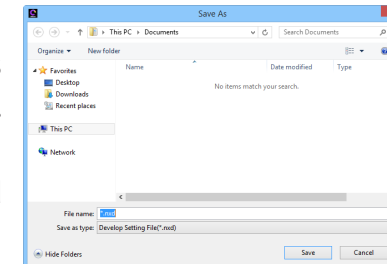 Save As
This PC ▸ Documents
Search Documents
Organize
New folder
Favorites
Desktop
Downloads
Recent places
This PC
Network
Name
Date modified
Type
No items match your search.
File name: *.nxd
Save as type: Develop Setting File(*.nxd)
Hide Folders
Save
Cancel